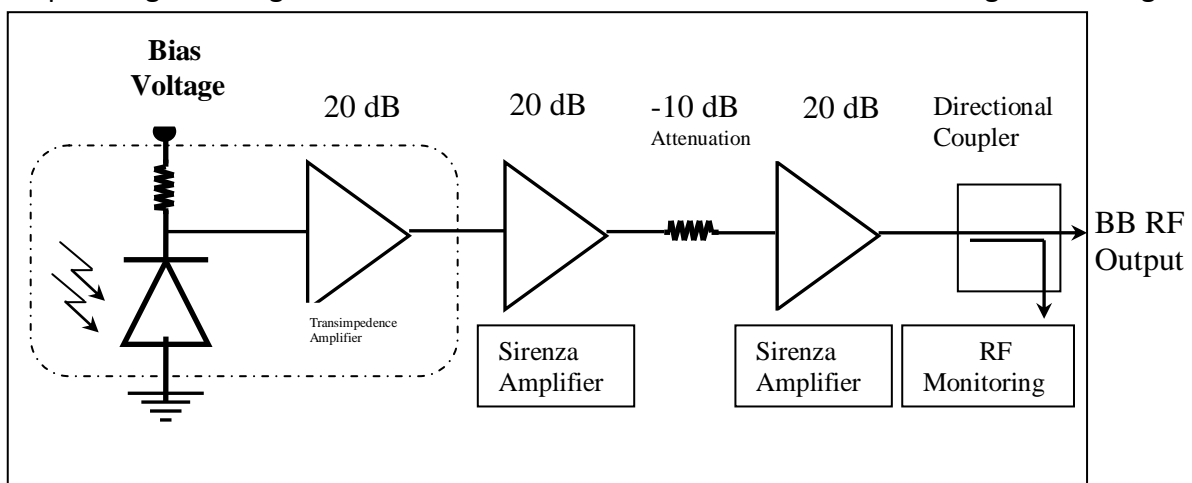 Bias
Voltage
20 dB
20 dB
-10 dB
Attenuation
20 dB
Directional
Coupler
BB RF
Output
Transimpedence
Amplifier
Sirenza
Amplifier
Sirenza
Amplifier
RF
Monitoring